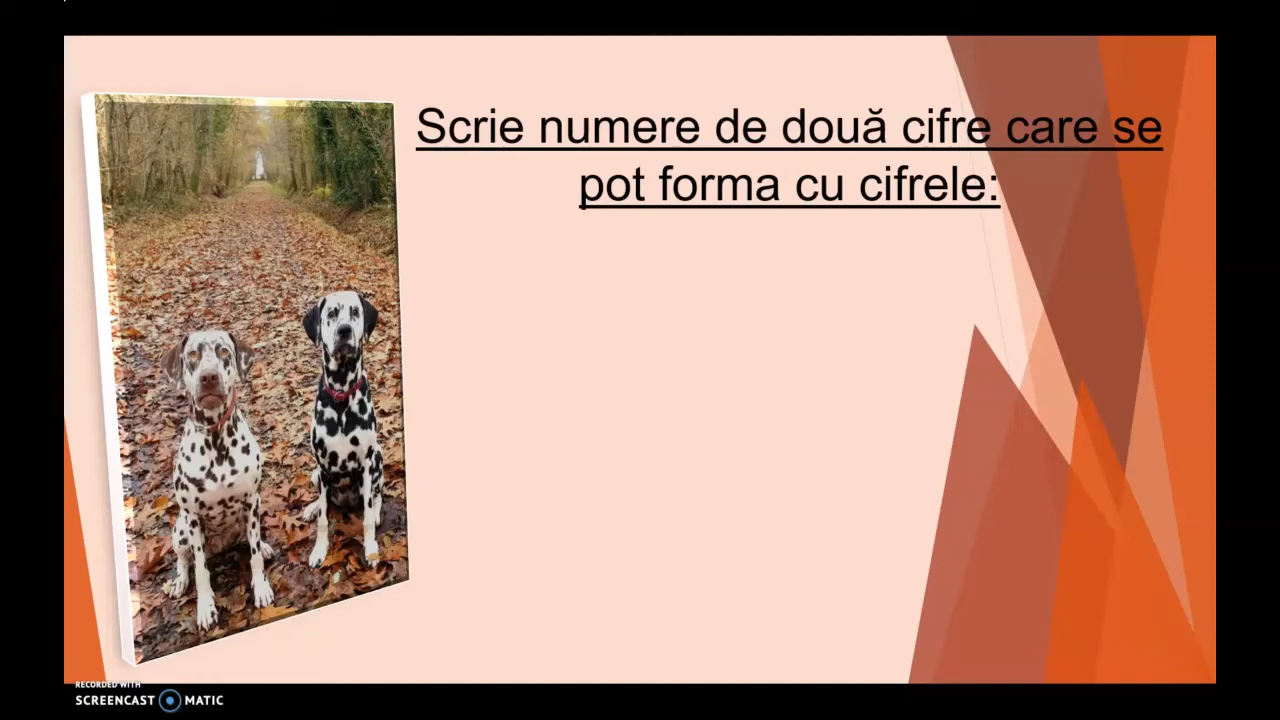 Scrie numere de două cifre care se
pot forma cu cifrele:
RECORDED WITH
SCREENCAST MATIC